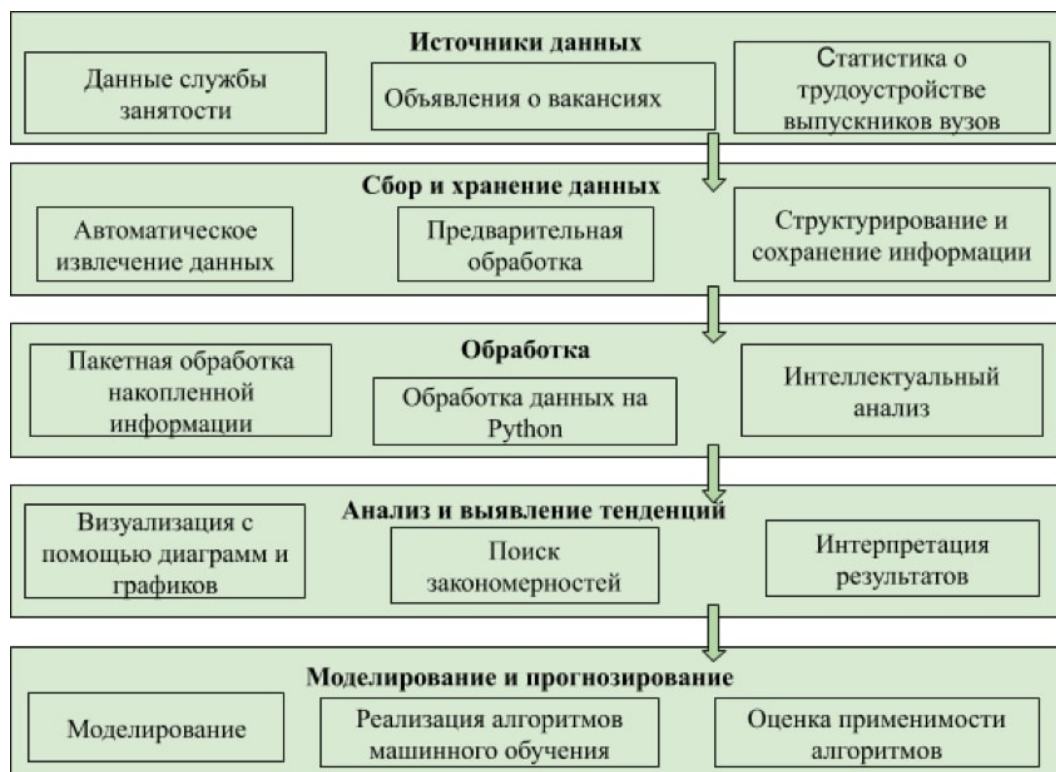 Источники данных
Данные службы
занятости
Объявления о вакансиях
Статистика о
трудоустройстве
выпускников вузов
Сбор и хранение данных
Автоматическое
извлечение данных
Предварительная
обработка
Структурирование и
сохранение информации
Обработка
Пакетная обработка
накопленной
информации
Обработка данных на
Python
Интеллектуальный
анализ
Анализ и выявление тенденций
Визуализация с
помощью диаграмм и
графиков
Поиск
закономерностей
Интерпретация
результатов
Моделирование и прогнозирование
Моделирование
Реализация алгоритмов
машинного обучения
Оценка применимости
алгоритмов